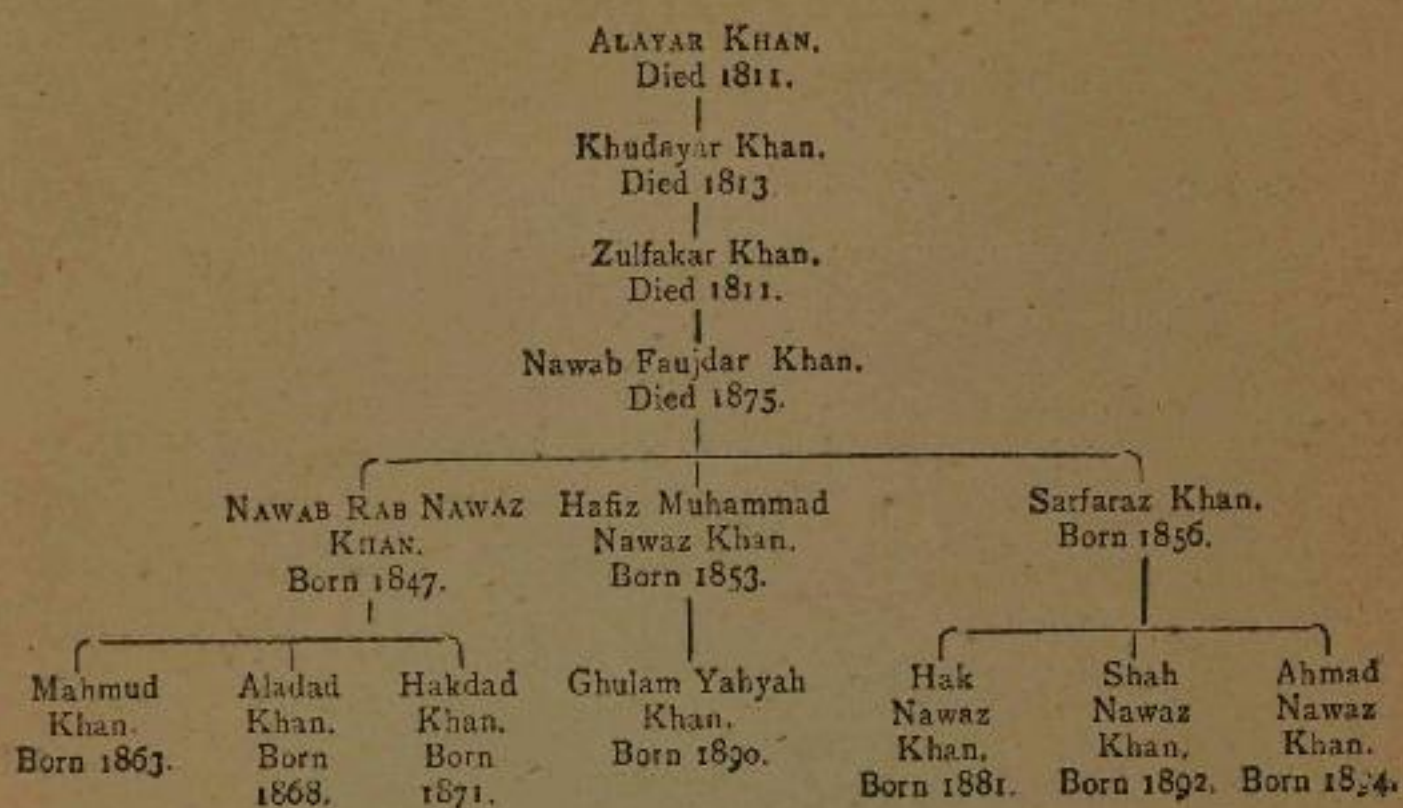 ALAYAR KHAN.
Died 1811.
Khudayar Khan.
Died 1813
Zulfakar Khan.
Died 1811.
Nawab Faujdar Khan.
Died 1875.
NAWAB RAB NAWAZ
KHAN.
Born 1847.
Hafiz Muhammad
Nawaz Khan.
Born 1853.
Sarfaraz Khan.
Born 1856.
Mahmud
Khan.
Born 1863.
Aladad
Khan.
Born
1868.
Hakdad
Khan.
Born
1871.
Ghulam Yahyah
Khan.
Born 1890.
Hak
Nawaz
Khan.
Born 1881.
Shah
Nawaz
Khan.
Born 1892.
Ahmad
Nawaz
Khan.
Born